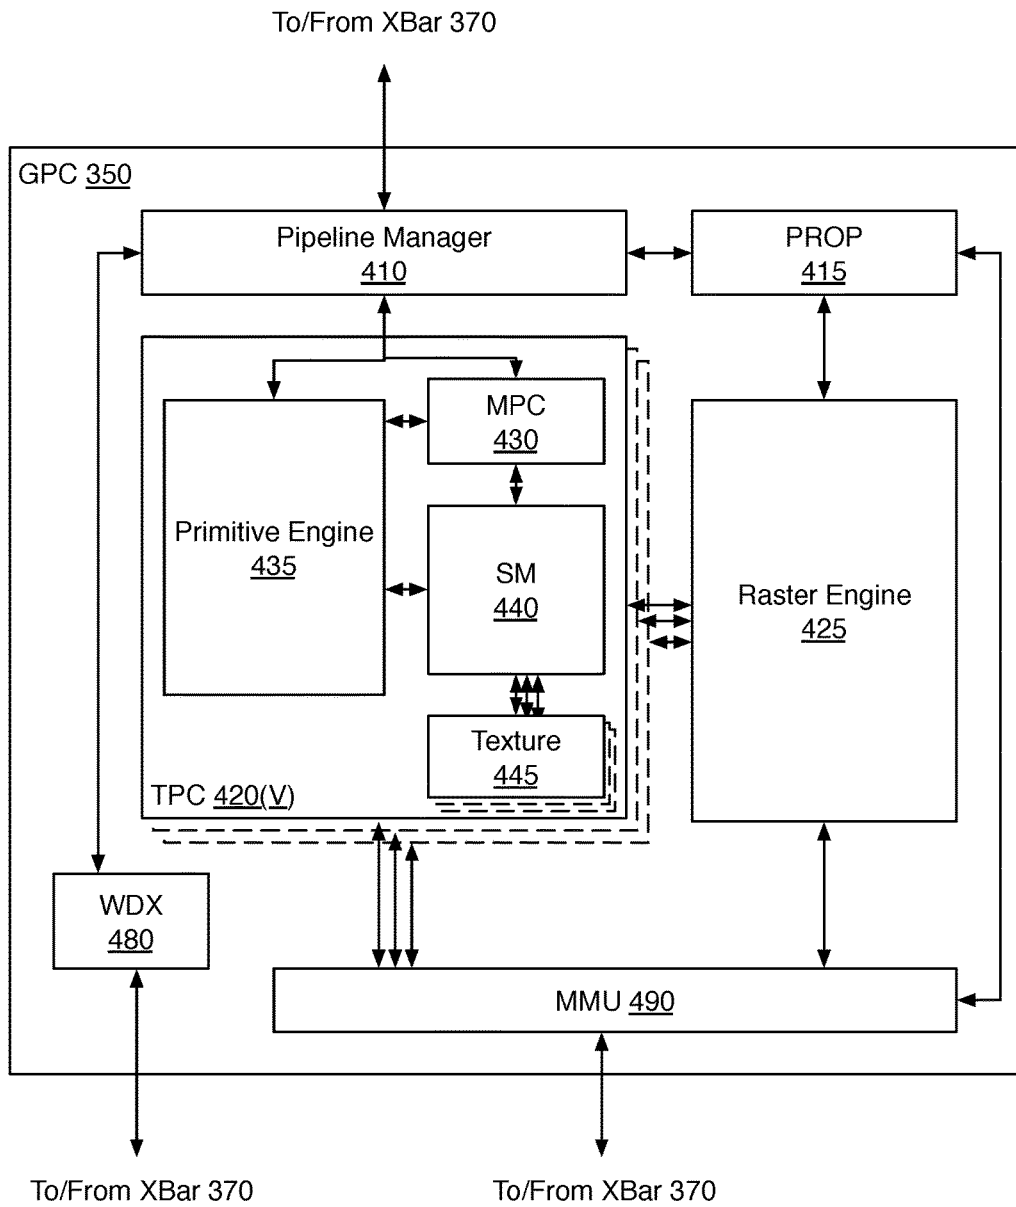 To/From XBar 370
GPC 350
Pipeline Manager
410
PROP
415
MPC
430
Primitive Engine
435
SM
440
Raster Engine
425
Texture
445
TPC 420(V)
WDX
480
MMU 490
To/From XBar 370
To/From XBar 370